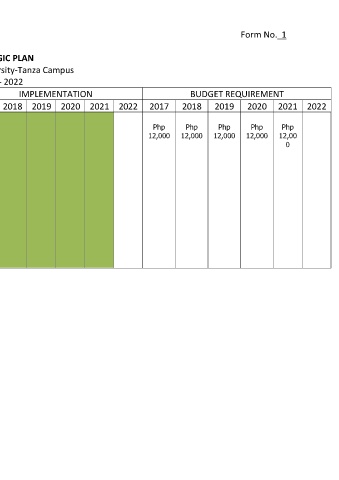 Form No. 1
GIC PLAN
rsity-Tanza Campus
- 2022
IMPLEMENTATION BUDGET REQUIREMENT
2018 2019 2020 2021 2022 2017 2018 2019 2020 2021 2022
Php Php Php Php Php
12,000 12,000 12,000 12,000 12,00
0